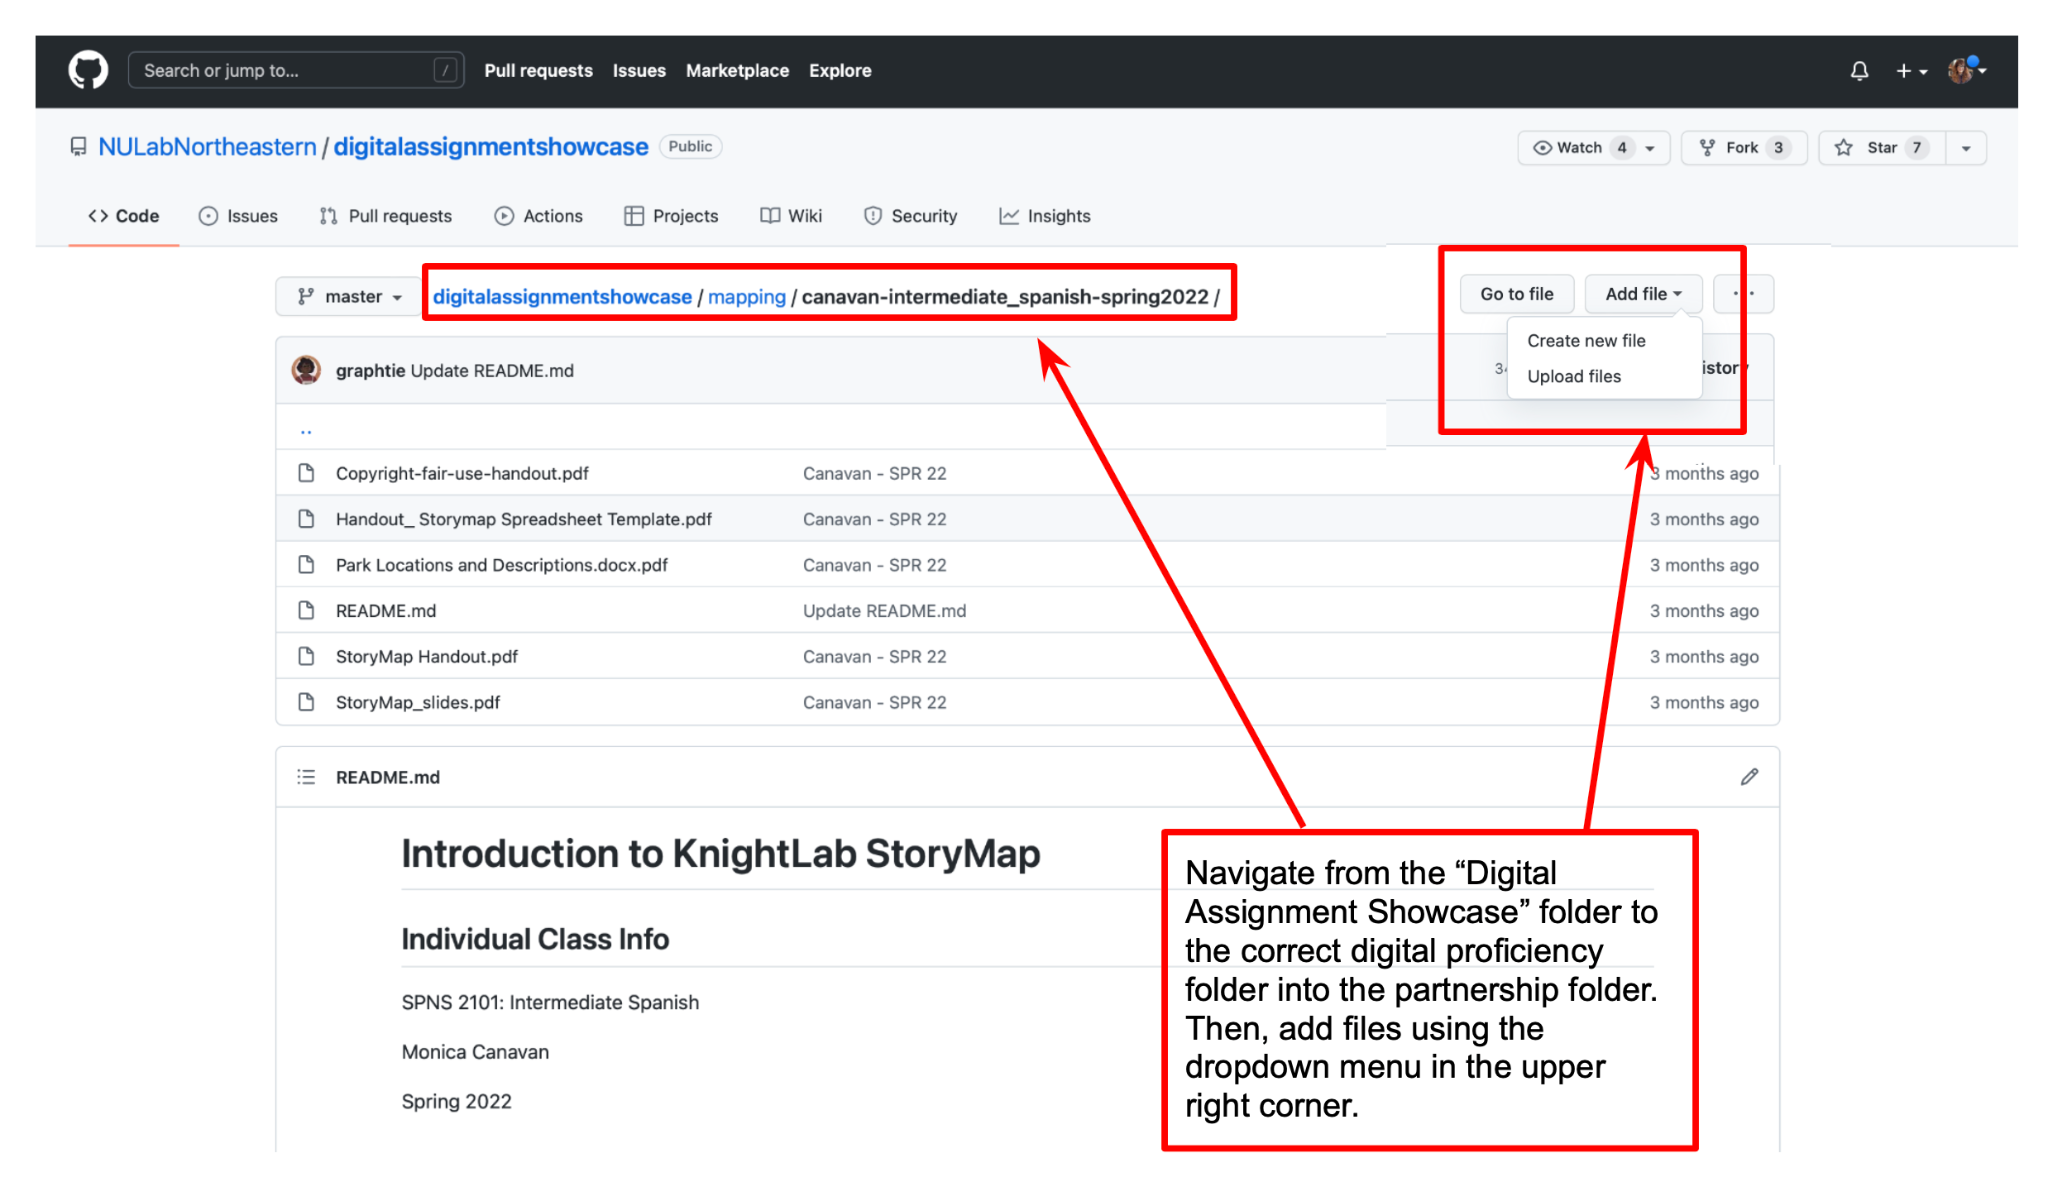 Search or jump to... / Pull requests Issues Marketplace Explore
NULabNortheastern / digitalassignmentshowcase Public Watch 4 Fork 3 Star 7
<> Code Issues Pull requests Actions Projects Wiki Security Insights
master digitalassignmentshowcase / mapping / canavan-intermediate_spanish-spring2022 / Go to file Add file
Create new file
graphtie Update README.md
Upload files
..
Copyright-fair-use-handout.pdf Canavan - SPR 22 3 months ago
Handout_ Storymap Spreadsheet Template.pdf Canavan - SPR 22 3 months ago
Park Locations and Descriptions.docx.pdf Canavan - SPR 22 3 months ago
README.md Update README.md 3 months ago
StoryMap Handout.pdf Canavan - SPR 22 3 months ago
StoryMap_slides.pdf Canavan - SPR 22 3 months ago
README.md
Introduction to KnightLab StoryMap
Individual Class Info
SPNS 2101: Intermediate Spanish
Monica Canavan
Spring 2022
Navigate from the “Digital
Assignment Showcase” folder to
the correct digital proficiency
folder into the partnership folder.
Then, add files using the
dropdown menu in the upper
right corner.